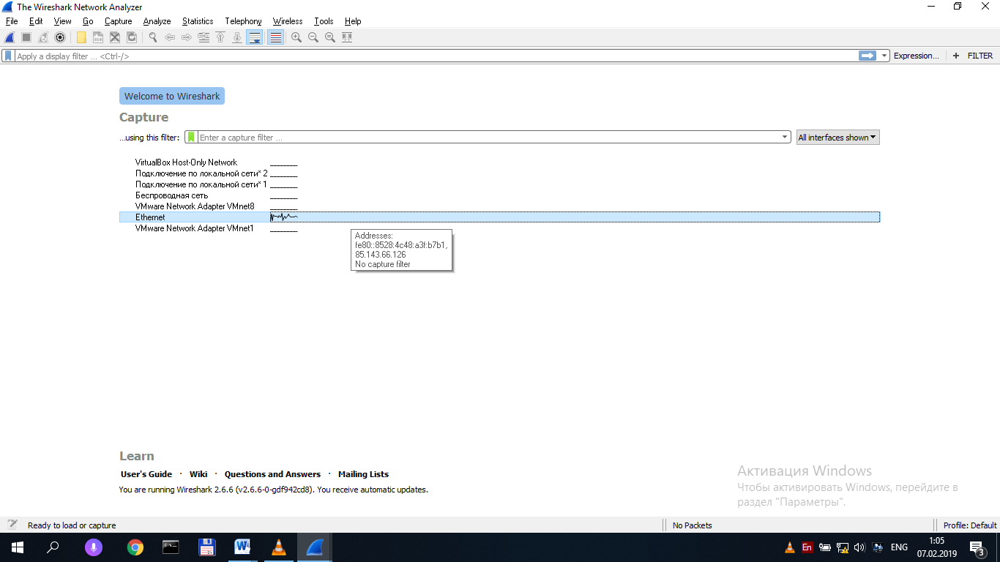 The Wireshark Network Analyzer
File Edit View Go Capture Analyze Statistics Telephony Wireless Tools Help
Apply a display filter ... <Ctrl-/> Expression... + FILTER
Welcome to Wireshark
Capture
...using this filter: Enter a capture filter ... All interfaces shown
VirtualBox Host-Only Network
Подключение по локальной сети* 2
Подключение по локальной сети* 1
Беспроводная сеть
VMware Network Adapter VMnet8
Ethernet
VMware Network Adapter VMnet1
Addresses:
fe80::8528:4c48:a3f:b7b1,
85.143.66.126
No capture filter
Learn
User's Guide · Wiki · Questions and Answers · Mailing Lists
You are running Wireshark 2.6.6 (v2.6.6-0-gdf942cd8). You receive automatic updates.
Активация Windows
Чтобы активировать Windows, перейдите в
раздел "Параметры".
Ready to load or capture No Packets Profile: Default
En ENG 1:05
07.02.2019 3